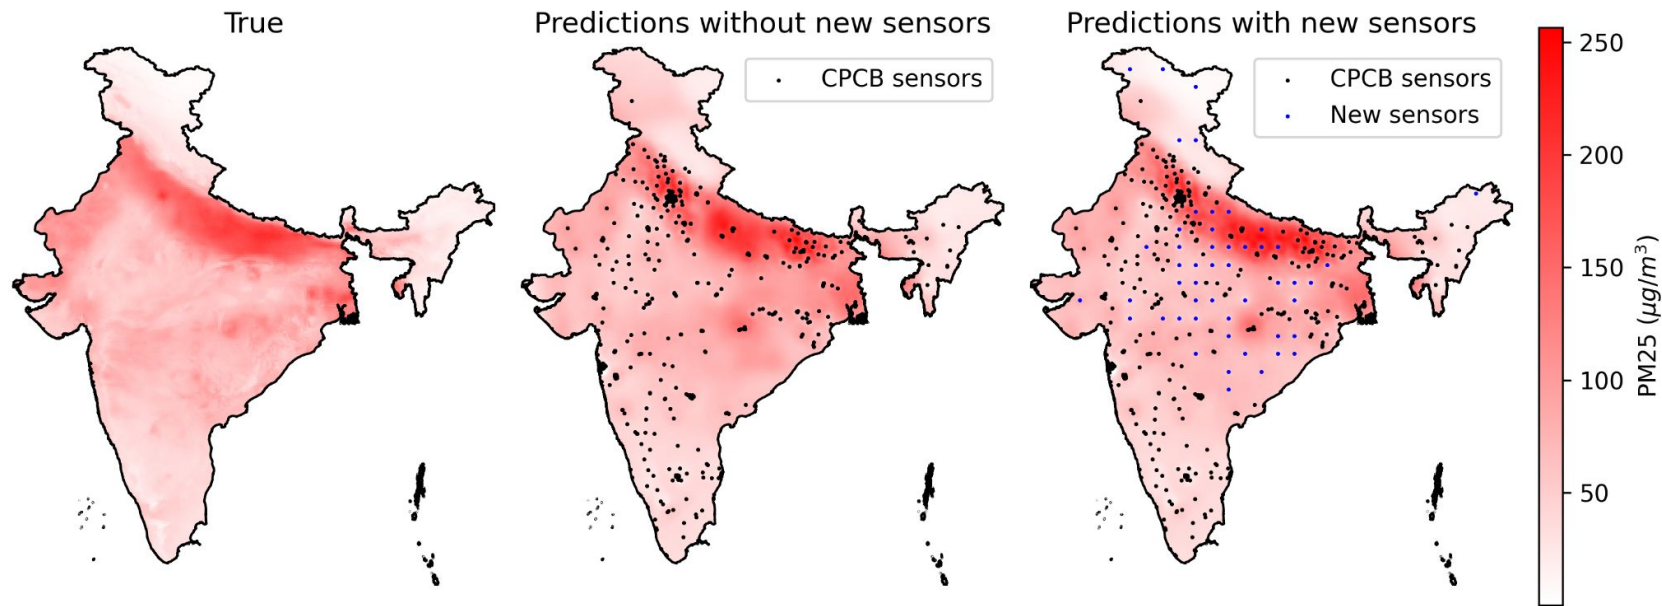 True
Predictions without new sensors
Predictions with new sensors
CPCB sensors
CPCB sensors
New sensors
250
200
150
100
50
PM25 (μg/m³)